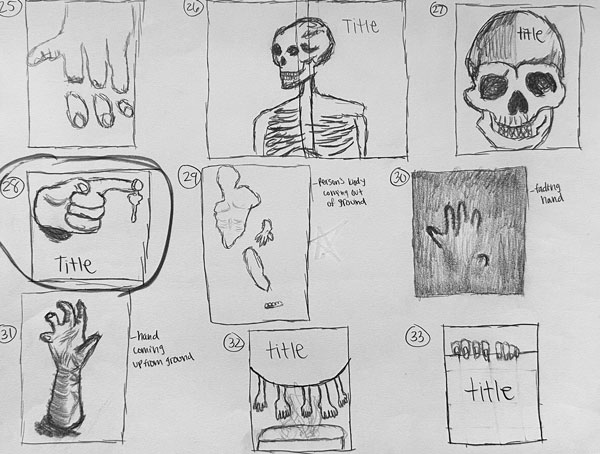 25
26
Title
27
title
28
Title
29
-Person's body
coming out
of ground
30
-fading
hand
31
-hand
coming
up from ground
32
title
33
title